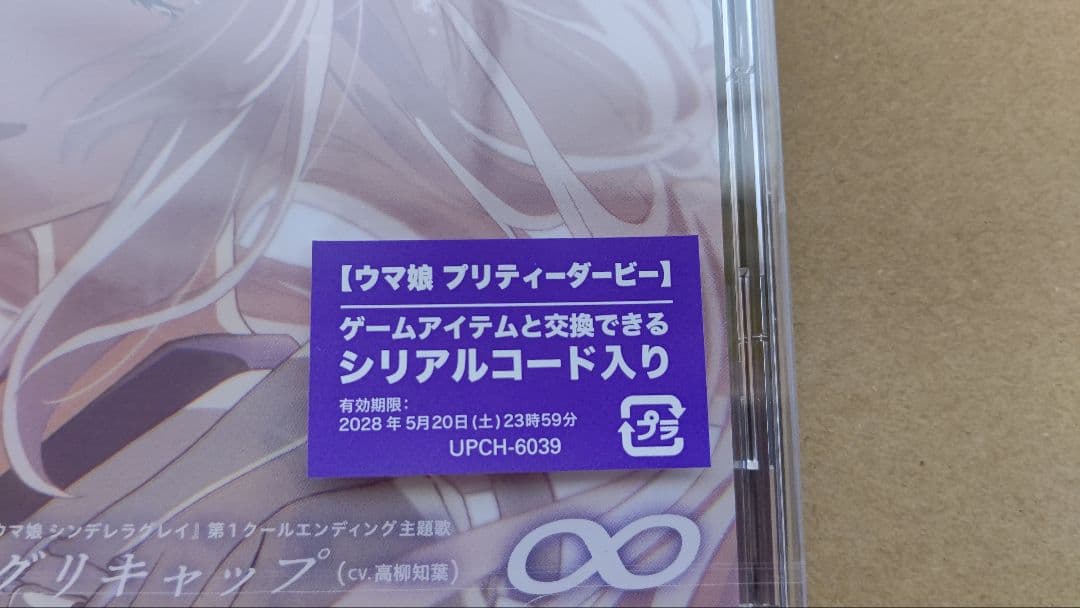 【ウマ娘 プリティーダービー】
ゲームアイテムと交換できる
シリアルコード入り
有効期限:
2028年5月20日(土)23時59分
UPCH-6039
プラ
ウマ娘 シンデレラグレイ』第1クールエンディング主題歌
グリキャップ(cv.高柳知葉)
∞